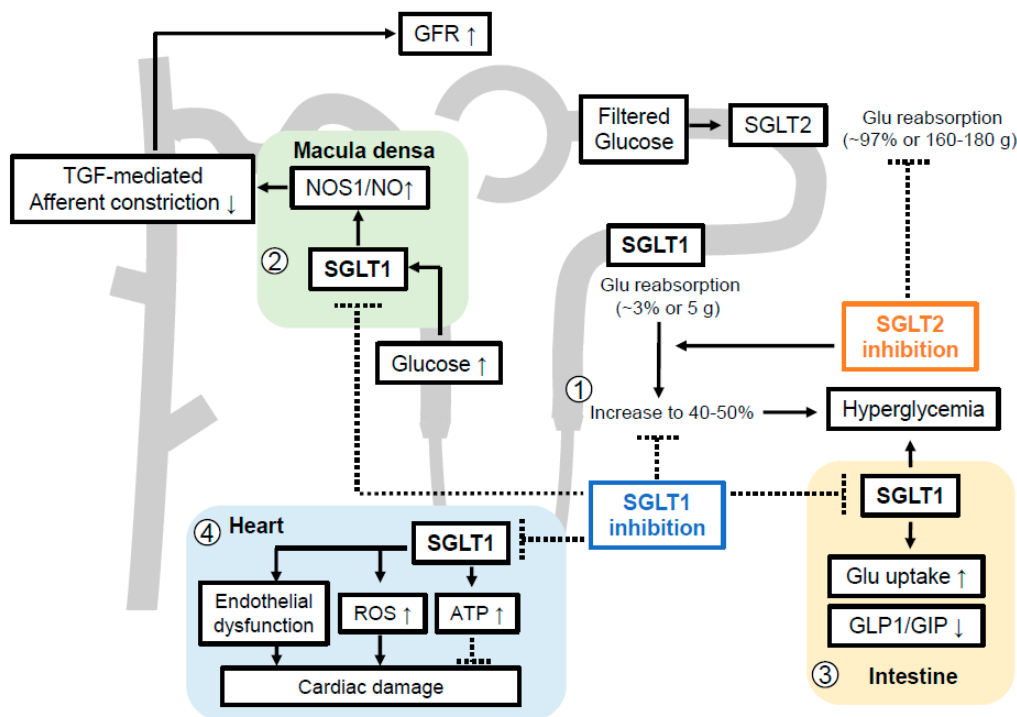 GFR ↑
Filtered
Glucose
SGLT2
Glu reabsorption
(~97% or 160-180 g)
Macula densa
TGF-mediated
Afferent constriction ↓
NOS1/NO↑
② SGLT1
SGLT1
Glu reabsorption
(~3% or 5 g)
SGLT2
inhibition
Glucose ↑
①
Increase to 40-50%
Hyperglycemia
SGLT1
inhibition
SGLT1
Glu uptake ↑
GLP1/GIP ↓
③ Intestine
④ Heart
SGLT1
Endothelial
dysfunction
ROS ↑
ATP ↑
Cardiac damage